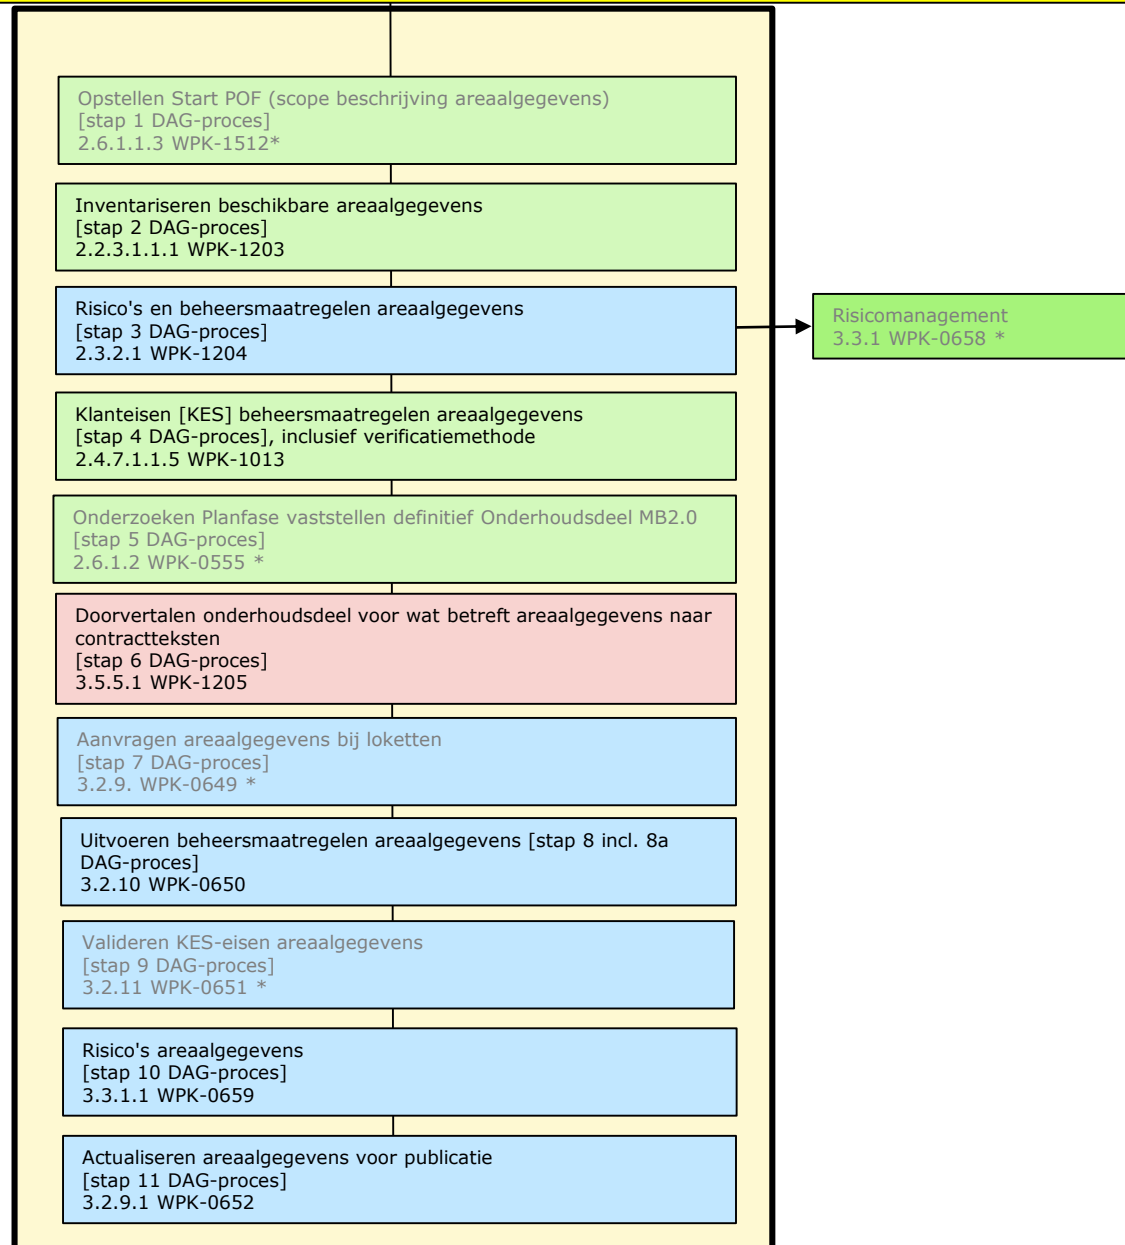 Opstellen Start POF (scope beschrijving areaalgegevens)
[stap 1 DAG-proces]
2.6.1.1.3 WPK-1512*
Inventariseren beschikbare areaalgegevens
[stap 2 DAG-proces]
2.2.3.1.1.1 WPK-1203
Risico's en beheersmaatregelen areaalgegevens
[stap 3 DAG-proces]
2.3.2.1 WPK-1204
Risicomanagement
3.3.1 WPK-0658 *
Klanteisen [KES] beheersmaatregelen areaalgegevens
[stap 4 DAG-proces], inclusief verificatiemethode
2.4.7.1.1.5 WPK-1013
Onderzoeken Planfase vaststellen definitief Onderhoudsdeel MB2.0
[stap 5 DAG-proces]
2.6.1.2 WPK-0555 *
Doorvertalen onderhoudsdeel voor wat betreft areaalgegevens naar
contractteksten
[stap 6 DAG-proces]
3.5.5.1 WPK-1205
Aanvragen areaalgegevens bij loketten
[stap 7 DAG-proces]
3.2.9. WPK-0649 *
Uitvoeren beheersmaatregelen areaalgegevens [stap 8 incl. 8a
DAG-proces]
3.2.10 WPK-0650
Valideren KES-eisen areaalgegevens
[stap 9 DAG-proces]
3.2.11 WPK-0651 *
Risico's areaalgegevens
[stap 10 DAG-proces]
3.3.1.1 WPK-0659
Actualiseren areaalgegevens voor publicatie
[stap 11 DAG-proces]
3.2.9.1 WPK-0652